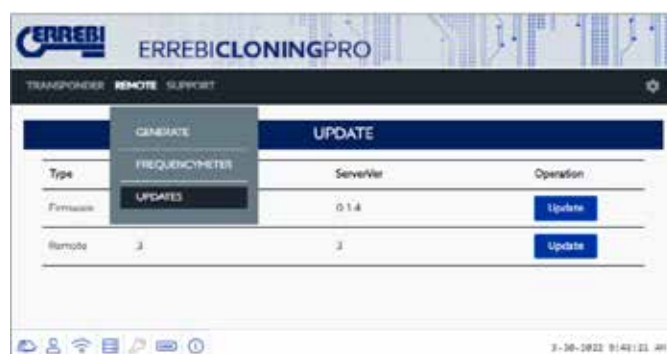 ERREBI
ERREBICLONINGPRO
TRANSPONDER REMOTE SUPPORT
GENERATE
UPDATE
FREQUENCYMETER
Type ServerVer Operation
UPDATES
Firmware 0.1.4 Update
Remote 3 3 Update